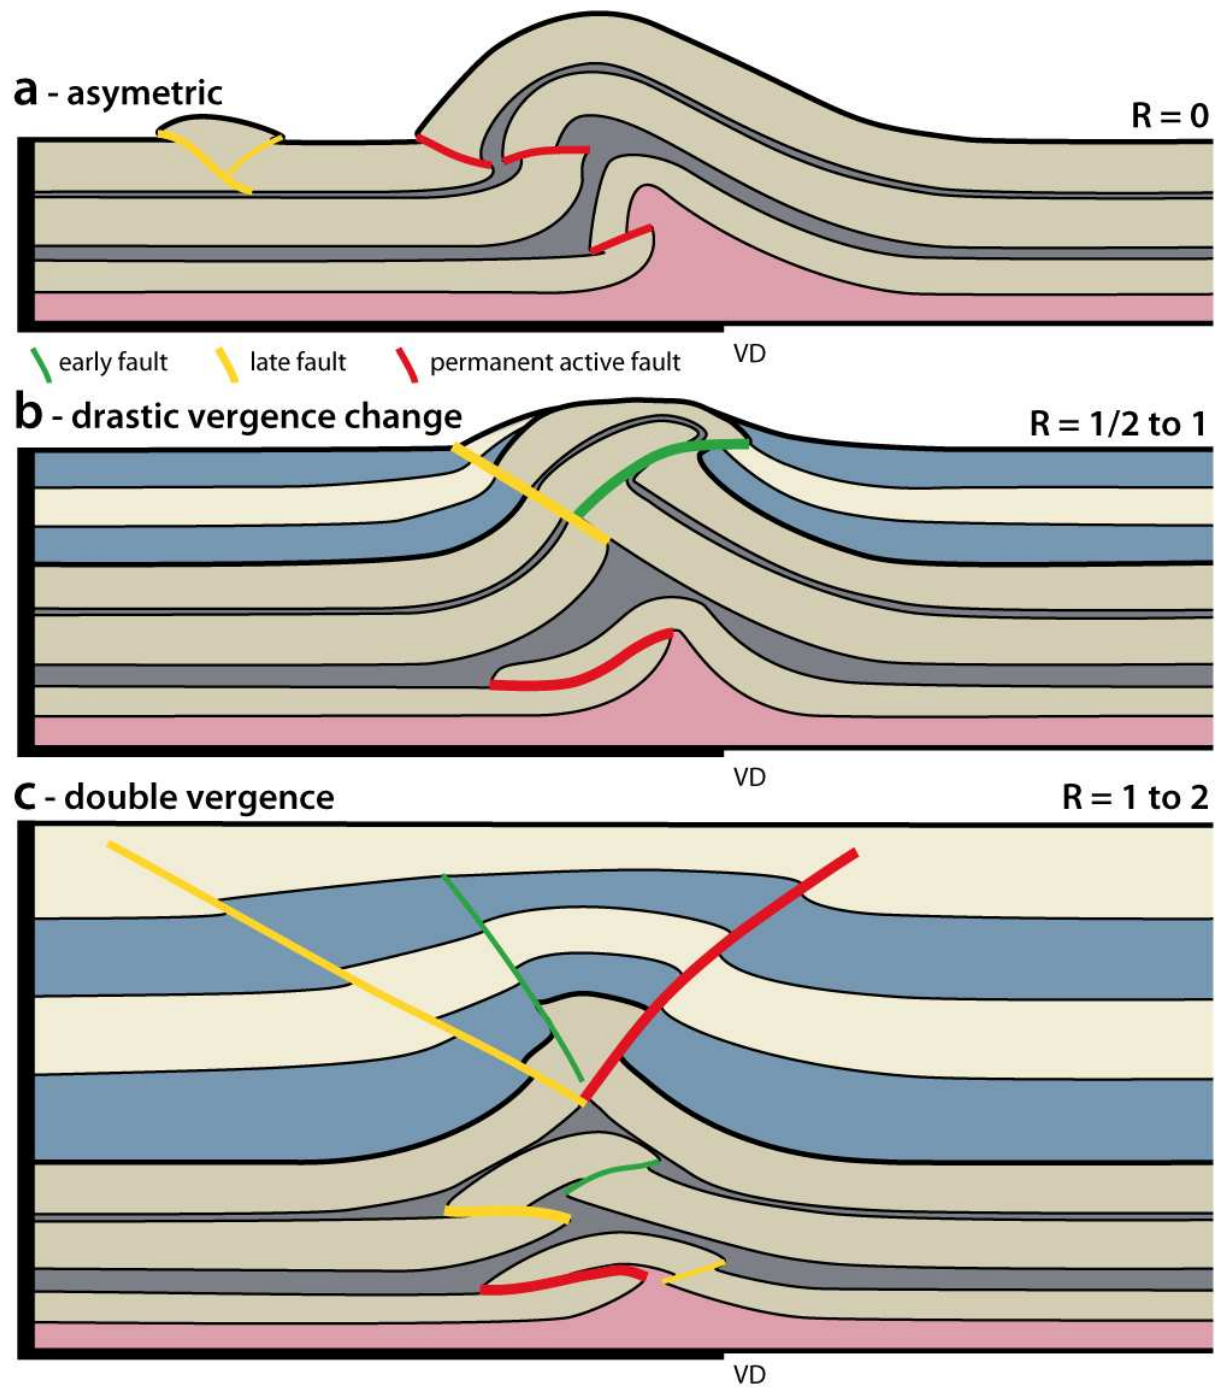 a - asymetric
R = 0
VD
early fault
late fault
permanent active fault
b - drastic vergence change
R = 1/2 to 1
VD
c - double vergence
R = 1 to 2
VD